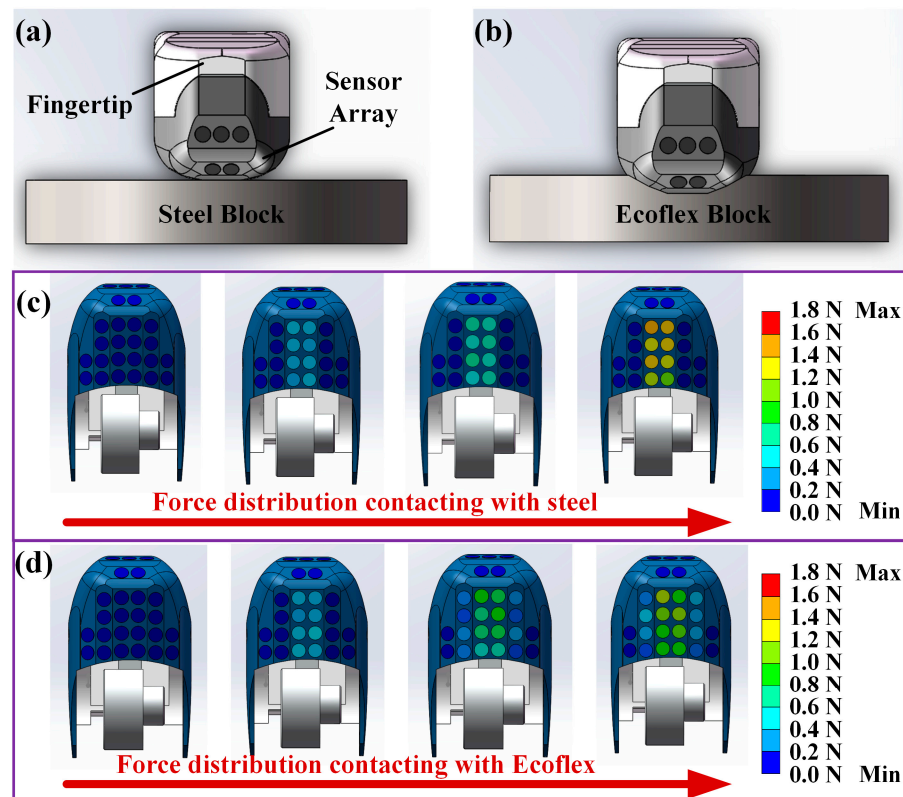 (a)
Fingertip
Sensor
Array
Steel Block
(b)
Ecoflex Block
(c)
1.8 N Max
1.6 N
1.4 N
1.2 N
1.0 N
0.8 N
0.6 N
0.4 N
0.2 N
0.0 N Min
Force distribution contacting with steel
(d)
1.8 N Max
1.6 N
1.4 N
1.2 N
1.0 N
0.8 N
0.6 N
0.4 N
0.2 N
0.0 N Min
Force distribution contacting with Ecoflex